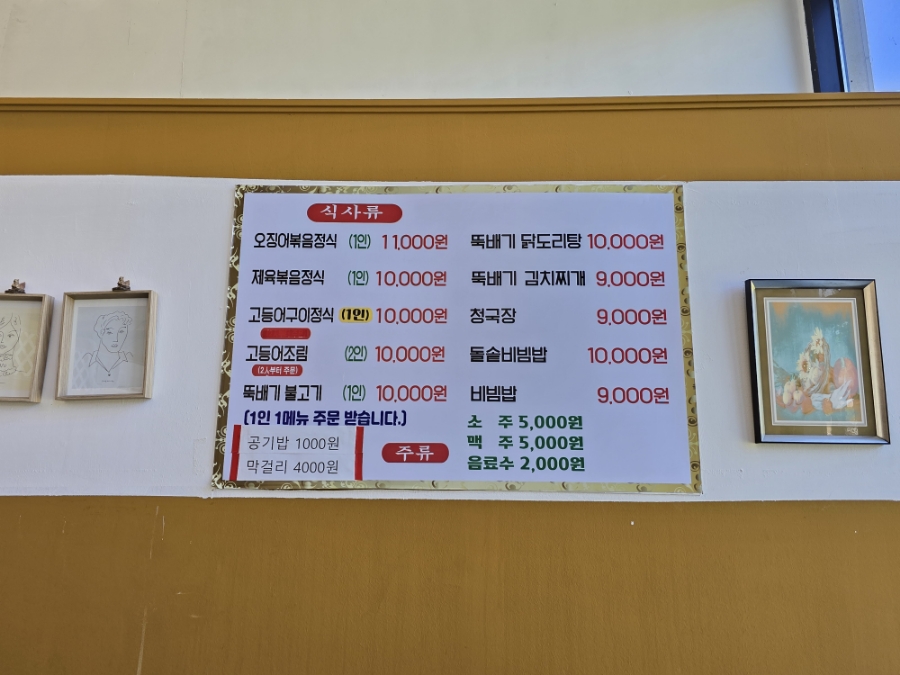 식사류
오징어볶음정식 (1인) 11,000원
제육볶음정식 (1인) 10,000원
고등어구이정식 (1인) 10,000원
고등어조림 (2인) 10,000원
(2人부터 주문)
뚝배기 불고기 (1인) 10,000원
(1인 1메뉴 주문 받습니다.)
공기밥 1000원
막걸리 4000원
뚝배기 닭도리탕 10,000원
뚝배기 김치찌개 9,000원
청국장 9,000원
돌솥비빔밥 10,000원
비빔밥 9,000원
주류
소 주 5,000원
맥 주 5,000원
음료수 2,000원